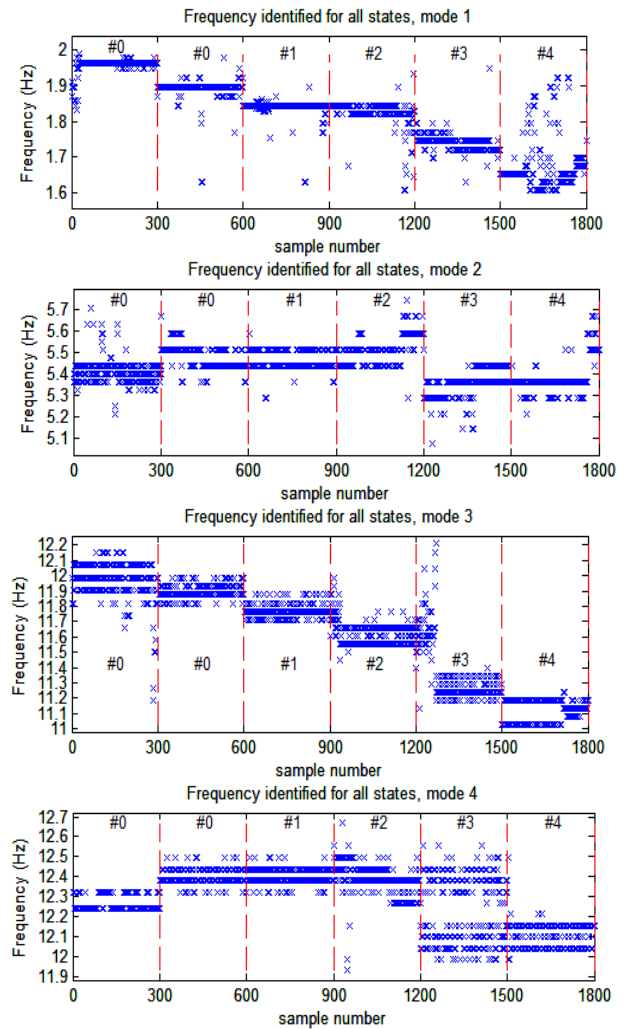 Frequency identified for all states, mode 1
#0 #0 #1 #2 #3 #4
2
1.9
1.8
1.7
1.6
Frequency (Hz)
0 300 600 900 1200 1500 1800
sample number
Frequency identified for all states, mode 2
#0 #0 #1 #2 #3 #4
5.7
5.6
5.5
5.4
5.3
5.2
5.1
Frequency (Hz)
0 300 600 900 1200 1500 1800
sample number
Frequency identified for all states, mode 3
12.2
12.1
12
11.9
11.8
11.7
11.6
11.5
11.4
11.3
11.2
11.1
11
Frequency (Hz)
#0 #0 #1 #2 #3 #4
0 300 600 900 1200 1500 1800
sample number
Frequency identified for all states, mode 4
#0 #0 #1 #2 #3 #4
12.7
12.6
12.5
12.4
12.3
12.2
12.1
12
11.9
Frequency (Hz)
0 300 600 900 1200 1500 1800
sample number